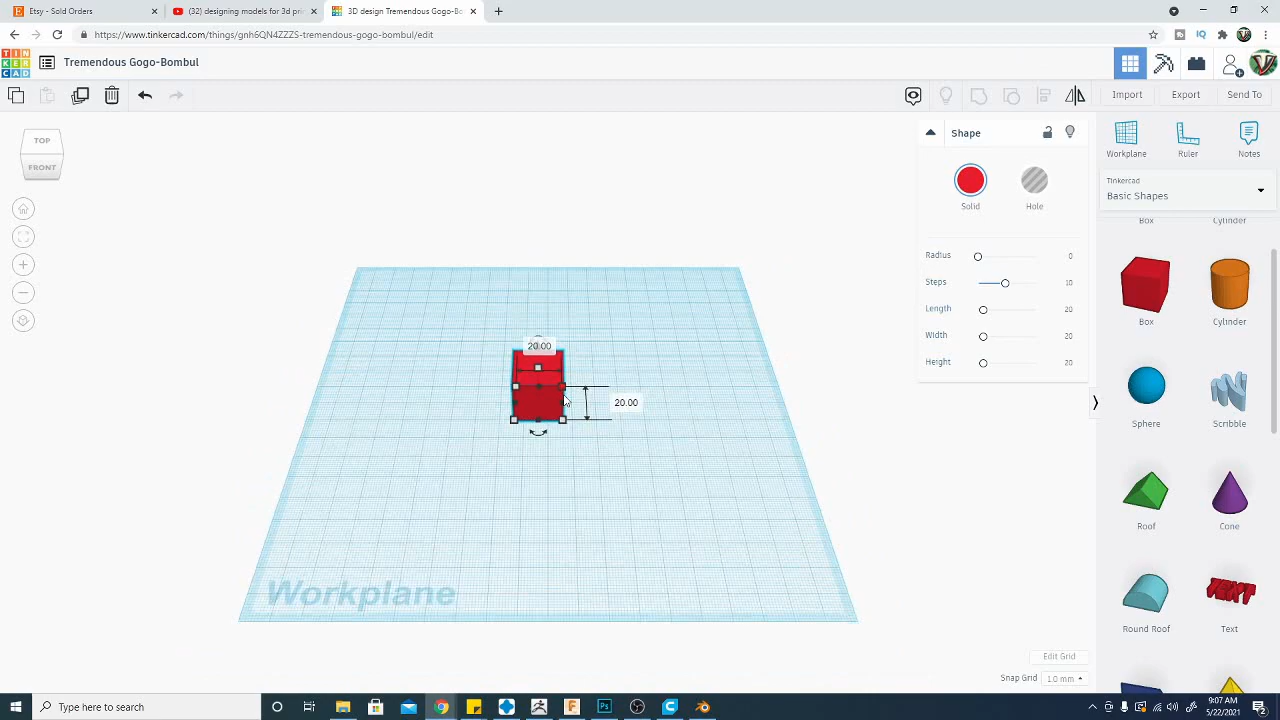 Etsy - Sold Orders
(32) designing models for 3d pri
3D design Tremendous Gogo-Bo
https://www.tinkercad.com/things/gnh6QN4ZZZS-tremendous-gogo-bombul/edit
TIN
KER
CAD
Tremendous Gogo-Bombul
Import
Export
Send To
TOP
FRONT
Shape
Solid
Hole
Radius 0
Steps 10
Length 20
Width 20
Height 20
Workplane
Ruler
Notes
Tinkercad
Basic Shapes
Box
Cylinder
Box
Cylinder
Sphere
Scribble
Roof
Cone
Round Roof
Text
20.00
20.00
Workplane
Edit Grid
Snap Grid 1.0 mm
Type here to search
9:07 AM
5/22/2021